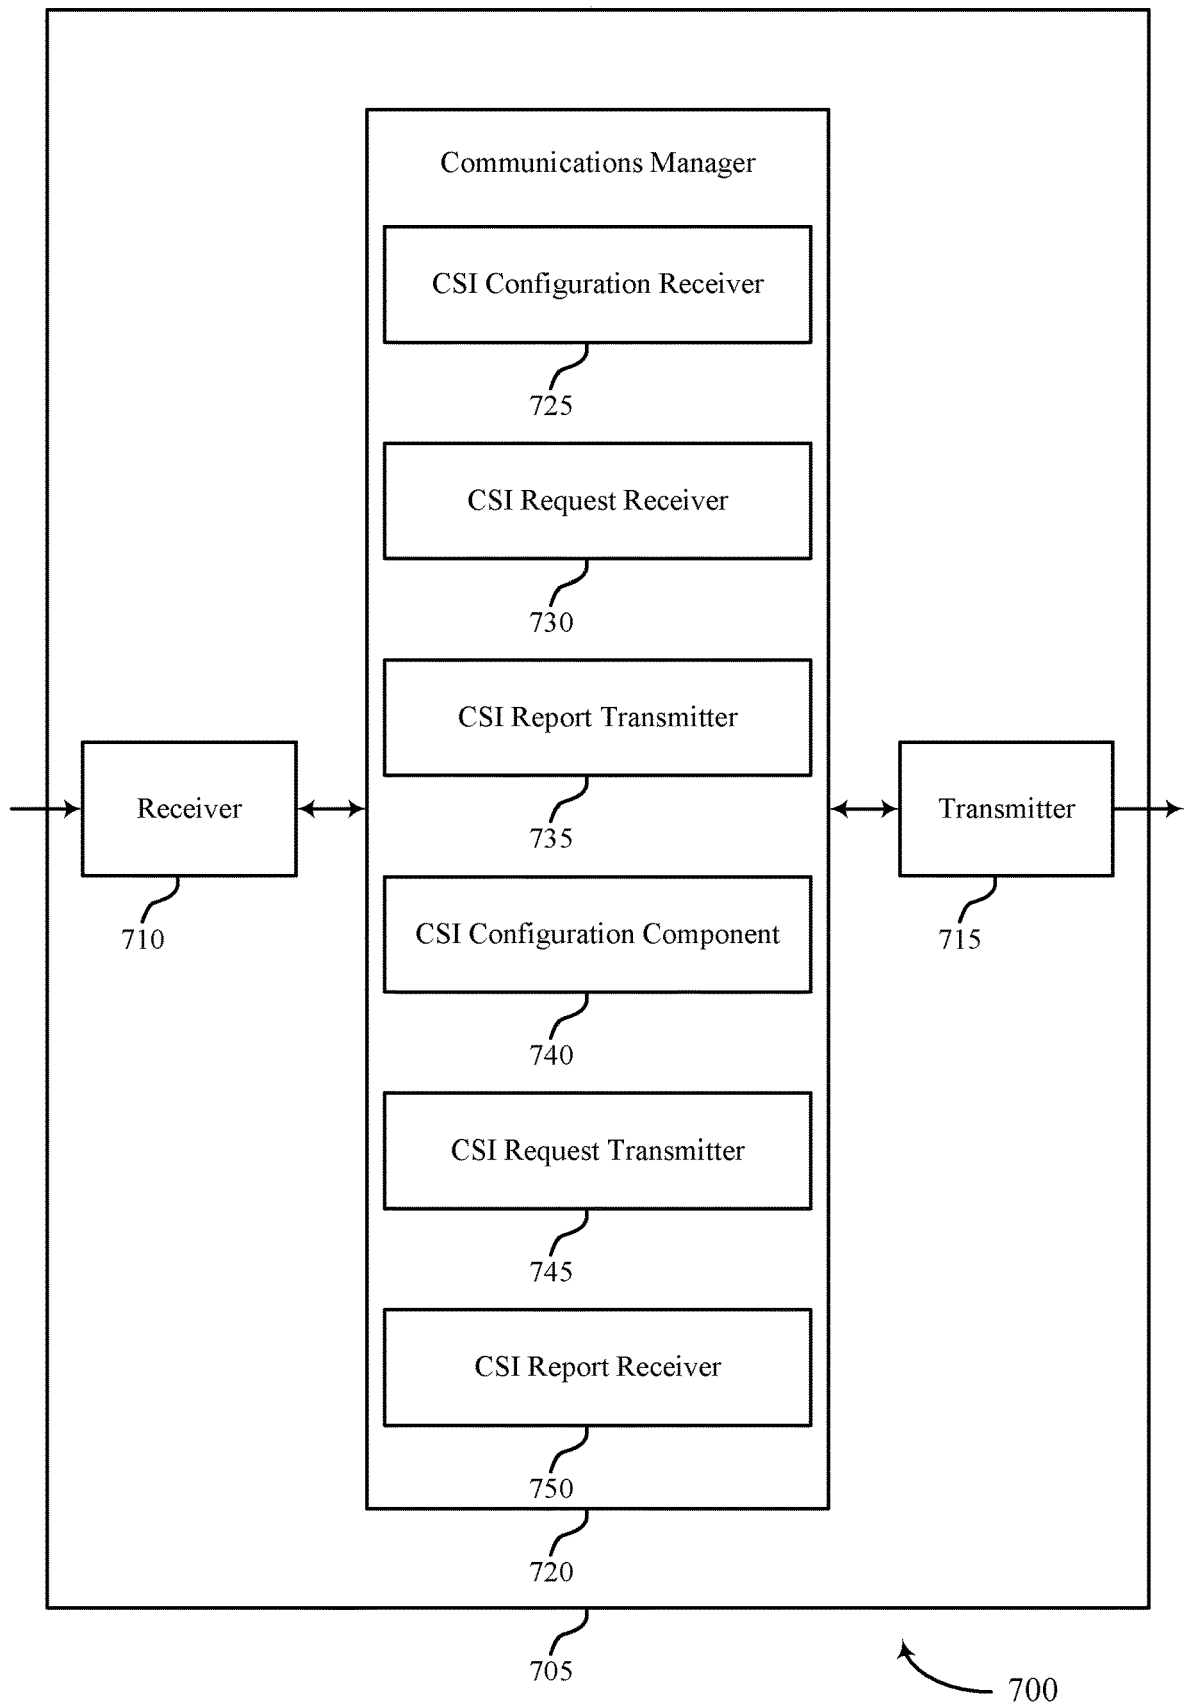 Communications Manager
CSI Configuration Receiver
725
CSI Request Receiver
730
CSI Report Transmitter
735
Receiver
710
Transmitter
715
CSI Configuration Component
740
CSI Request Transmitter
745
CSI Report Receiver
750
720
705
700